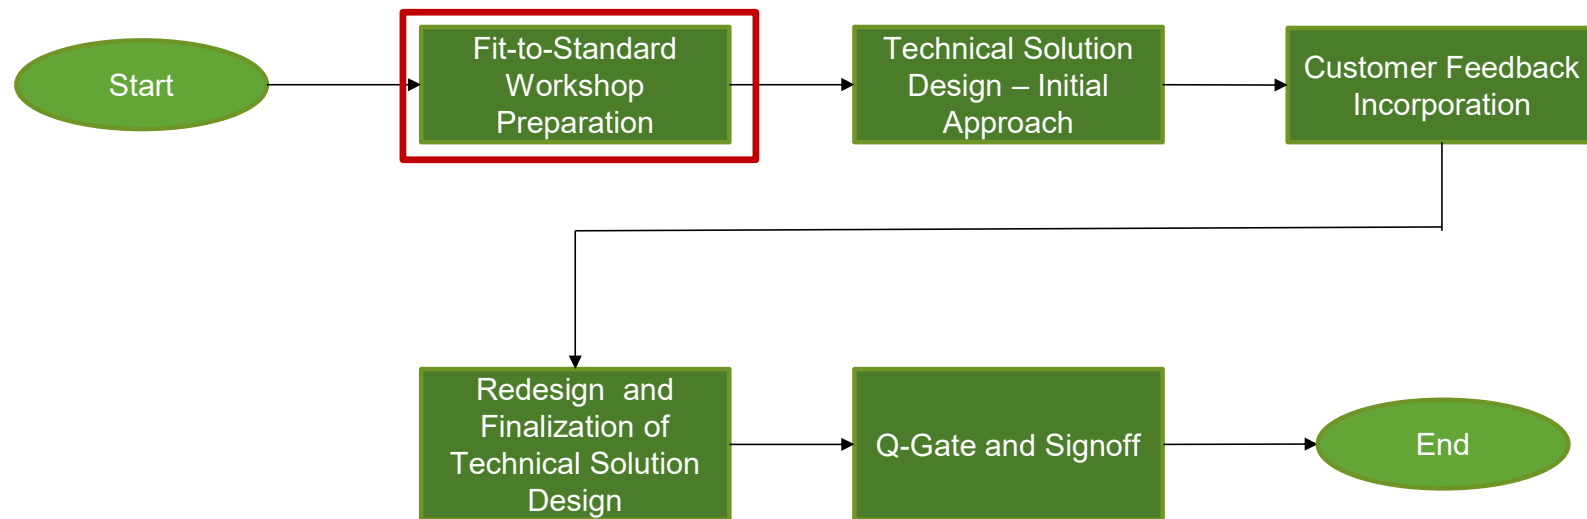 Start
Fit-to-Standard
Workshop
Preparation
Technical Solution
Design – Initial
Approach
Customer Feedback
Incorporation
Redesign  and
Finalization of
Technical Solution
Design
Q-Gate and Signoff
End